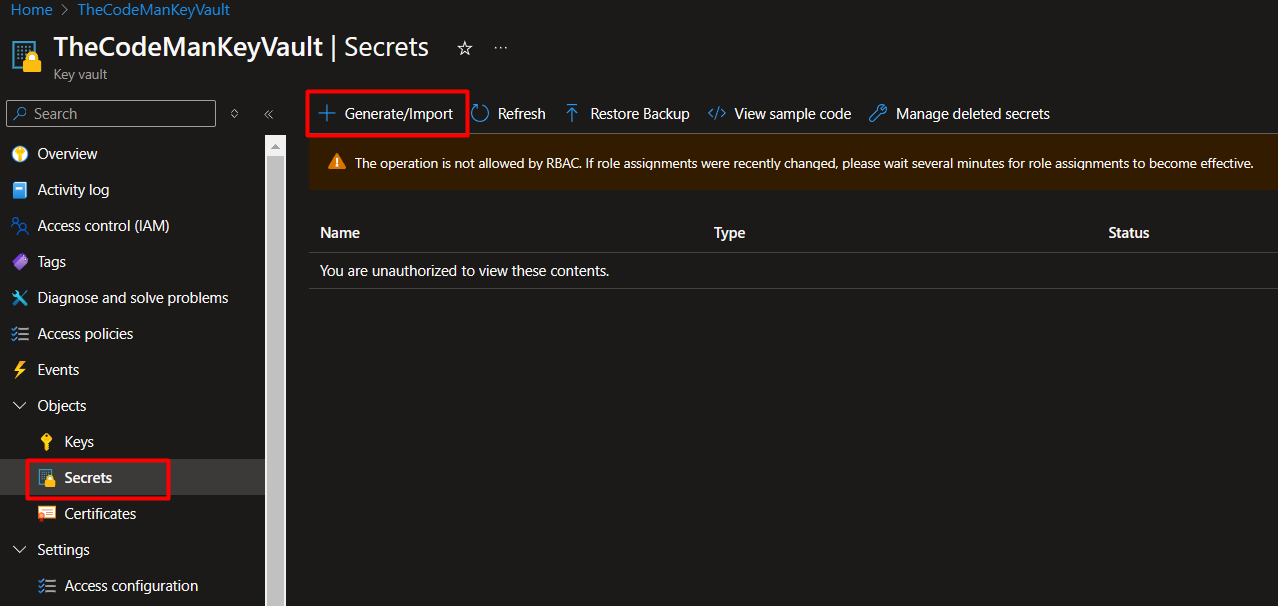 Home > TheCodeManKeyVault
TheCodeManKeyVault | Secrets ☆ ...
Key vault
Search
Generate/Import Refresh Restore Backup View sample code Manage deleted secrets
The operation is not allowed by RBAC. If role assignments were recently changed, please wait several minutes for role assignments to become effective.
Overview
Activity log
Access control (IAM)
Tags
Diagnose and solve problems
Access policies
Events
Objects
Keys
Secrets
Certificates
Settings
Access configuration
Name Type Status
You are unauthorized to view these contents.